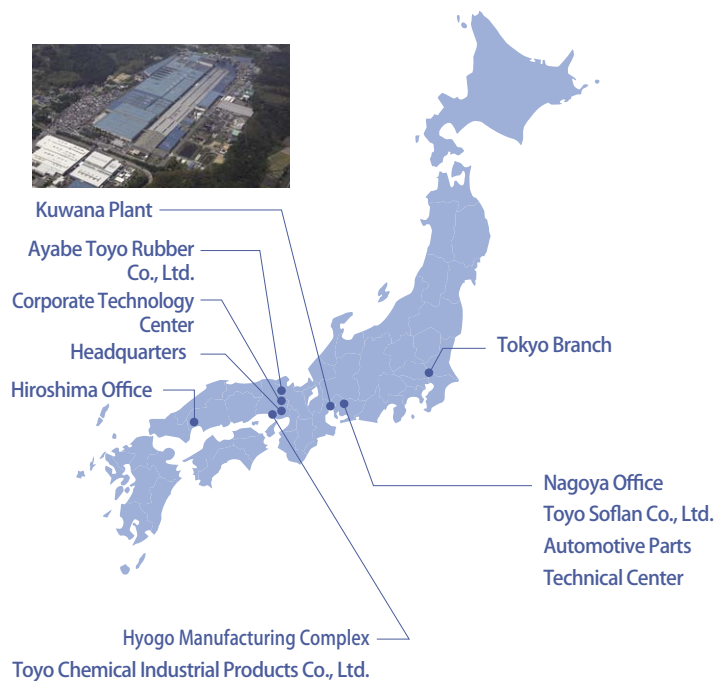 Kuwana Plant
Ayabe Toyo Rubber
Co., Ltd.
Corporate Technology
Center
Headquarters
Hiroshima Office
Tokyo Branch
Nagoya Office
Toyo Soflan Co., Ltd.
Automotive Parts
Technical Center
Hyogo Manufacturing Complex
Toyo Chemical Industrial Products Co., Ltd.